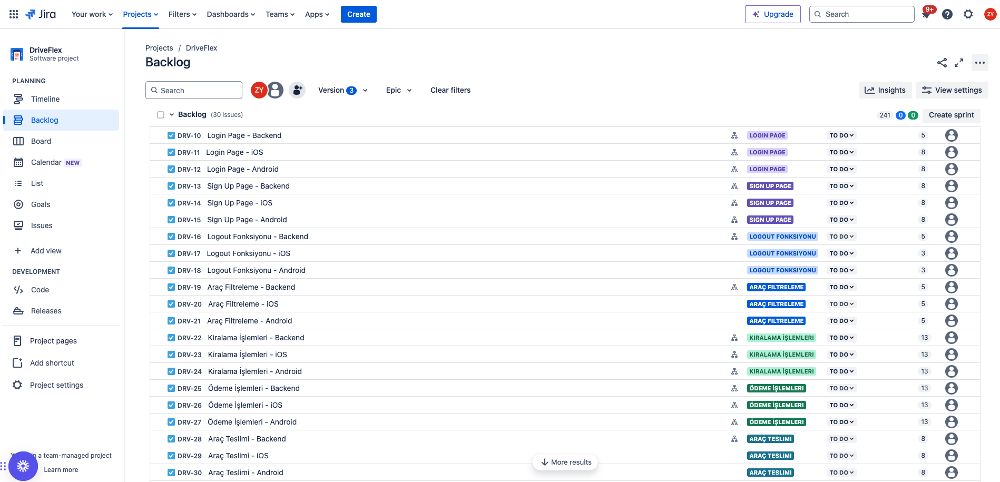 Jira Your work Projects Filters Dashboards Teams Apps Create Upgrade Search 9+ ZY
DriveFlex
Software project
PLANNING
Timeline
Backlog
Board
Calendar NEW
List
Goals
Issues
Add view
DEVELOPMENT
Code
Releases
Project pages
Add shortcut
Project settings
in a team-managed project
Learn more
Projects / DriveFlex
Backlog
Search ZY Version 3 Epic Clear filters Insights View settings
Backlog (30 issues) 241 0 0 Create sprint
DRV-10 Login Page - Backend LOGIN PAGE TO DO 5
DRV-11 Login Page - iOS LOGIN PAGE TO DO 8
DRV-12 Login Page - Android LOGIN PAGE TO DO 8
DRV-13 Sign Up Page - Backend SIGN UP PAGE TO DO 8
DRV-14 Sign Up Page - iOS SIGN UP PAGE TO DO 8
DRV-15 Sign Up Page - Android SIGN UP PAGE TO DO 8
DRV-16 Logout Fonksiyonu - Backend LOGOUT FONKSIYONU TO DO 5
DRV-17 Logout Fonksiyonu - iOS LOGOUT FONKSIYONU TO DO 3
DRV-18 Logout Fonksiyonu - Android LOGOUT FONKSIYONU TO DO 3
DRV-19 Araç Filtreleme - Backend ARAÇ FILTRELEME TO DO 5
DRV-20 Araç Filtreleme - iOS ARAÇ FILTRELEME TO DO 5
DRV-21 Araç Filtreleme - Android ARAÇ FILTRELEME TO DO 5
DRV-22 Kiralama İşlemleri - Backend KIRALAMA İŞLEMLERI TO DO 13
DRV-23 Kiralama İşlemleri - iOS KIRALAMA İŞLEMLERI TO DO 13
DRV-24 Kiralama İşlemleri - Android KIRALAMA İŞLEMLERI TO DO 13
DRV-25 Ödeme İşlemleri - Backend ÖDEME İŞLEMLERI TO DO 13
DRV-26 Ödeme İşlemleri - iOS ÖDEME İŞLEMLERI TO DO 13
DRV-27 Ödeme İşlemleri - Android ÖDEME İŞLEMLERI TO DO 13
DRV-28 Araç Teslimi - Backend ARAÇ TESLIMI TO DO 8
DRV-29 Araç Teslimi - iOS ARAÇ TESLIMI TO DO 8
More results
DRV-30 Araç Teslimi - Android ARAÇ TESLIMI TO DO 8